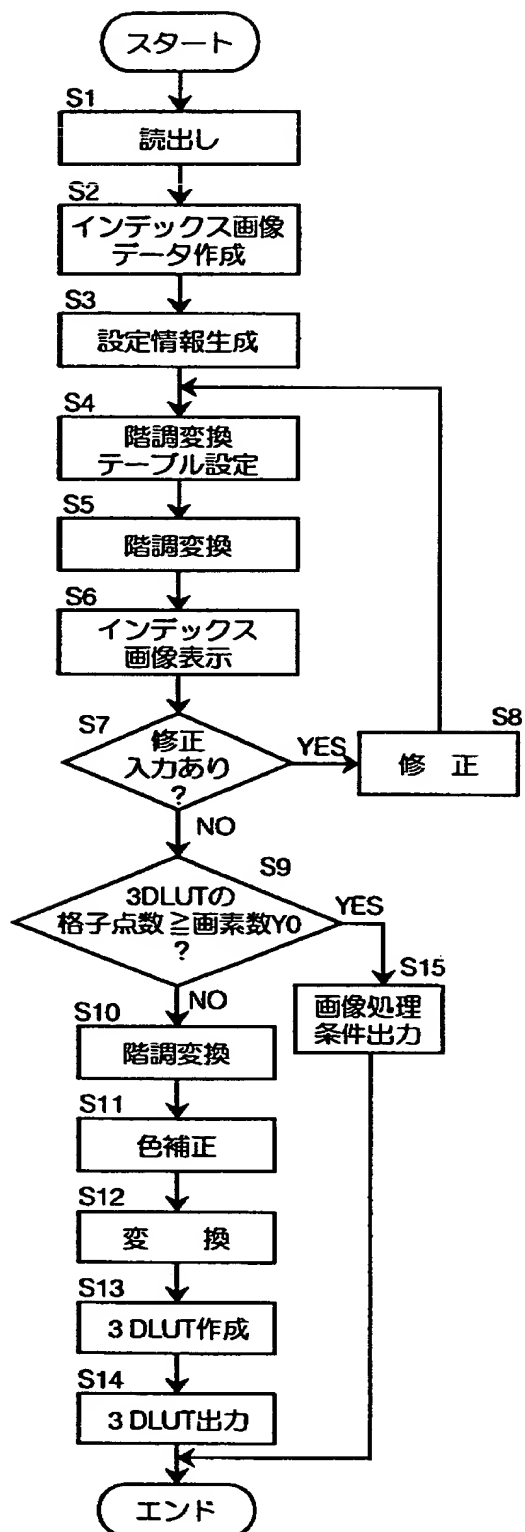 スタート
S1
読出し
S2
インデックス画像
データ作成
S3
設定情報生成
S4
階調変換
テーブル設定
S5
階調変換
S6
インデックス
画像表示
S7
修正
入力あり
?
YES
S8
修 正
NO
S9
3DLUTの
格子点数≧画素数Y0
?
YES
S15
画像処理
条件出力
NO
S10
階調変換
S11
色補正
S12
変 換
S13
3DLUT作成
S14
3DLUT出力
エンド